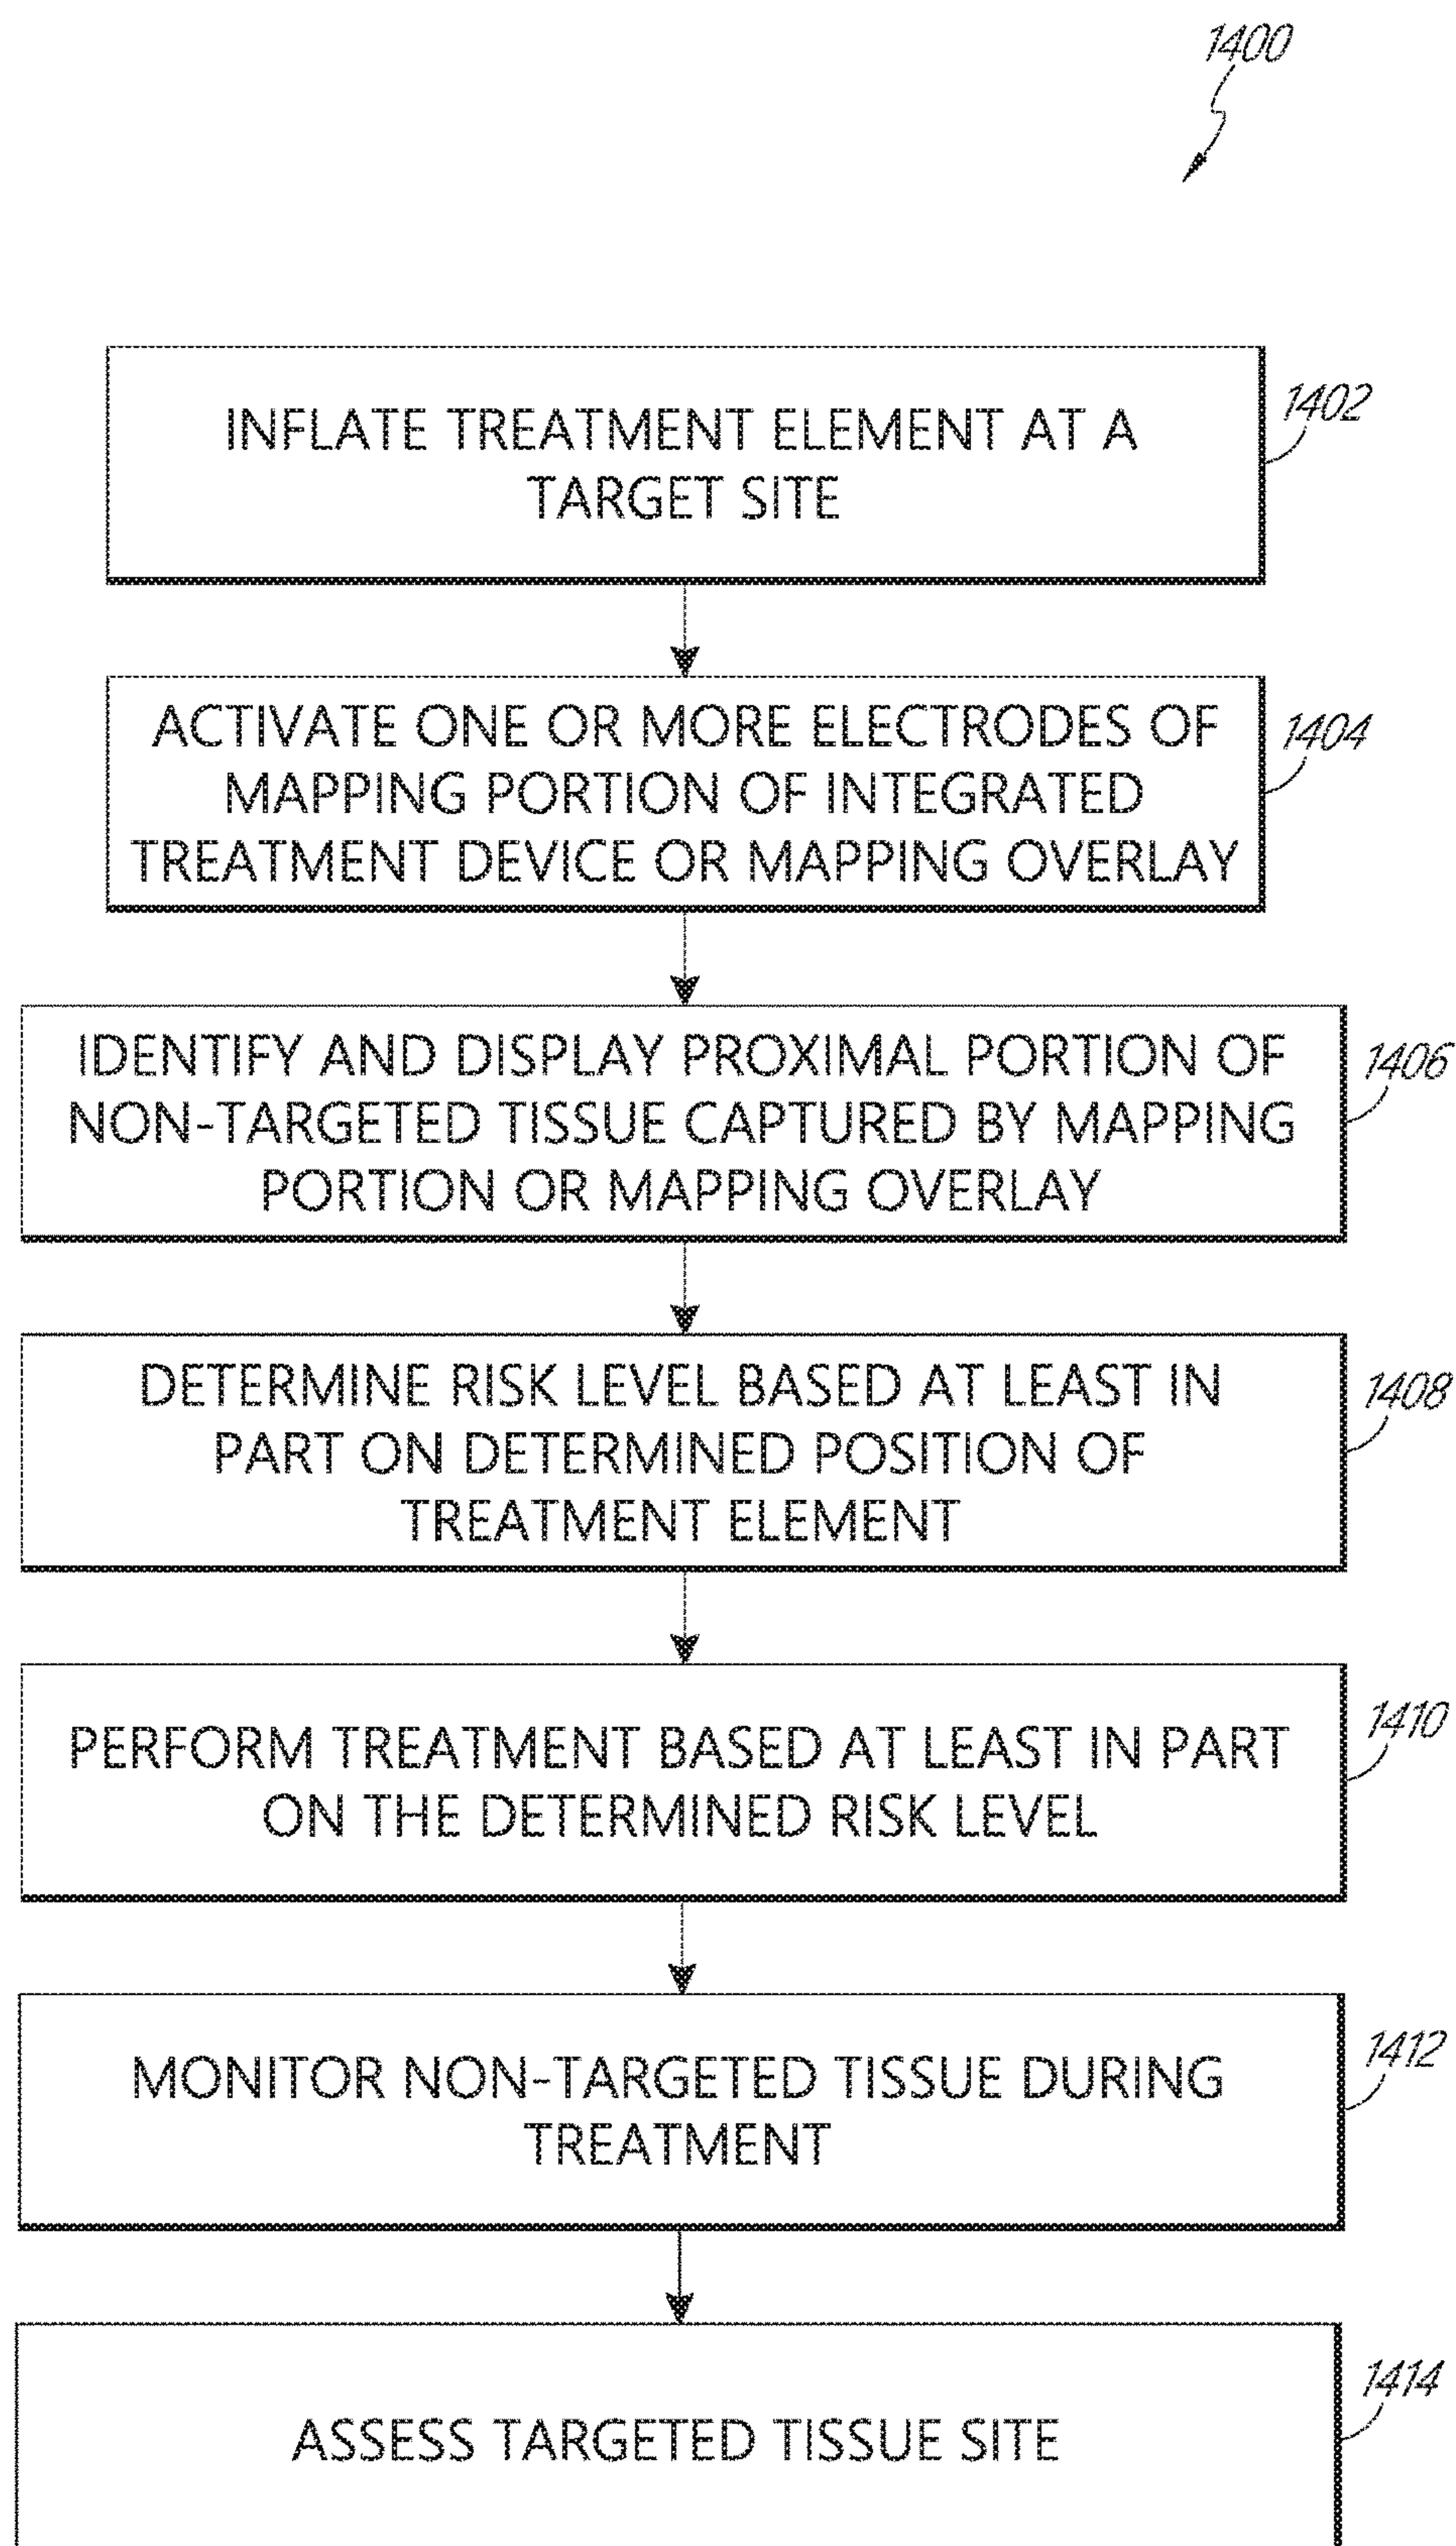 1400
INFLATE TREATMENT ELEMENT AT A
TARGET SITE
1402
ACTIVATE ONE OR MORE ELECTRODES OF
MAPPING PORTION OF INTEGRATED
TREATMENT DEVICE OR MAPPING OVERLAY
1404
IDENTIFY AND DISPLAY PROXIMAL PORTION OF
NON-TARGETED TISSUE CAPTURED BY MAPPING
PORTION OR MAPPING OVERLAY
1406
DETERMINE RISK LEVEL BASED AT LEAST IN
PART ON DETERMINED POSITION OF
TREATMENT ELEMENT
1408
PERFORM TREATMENT BASED AT LEAST IN PART
ON THE DETERMINED RISK LEVEL
1410
MONITOR NON-TARGETED TISSUE DURING
TREATMENT
1412
ASSESS TARGETED TISSUE SITE
1414